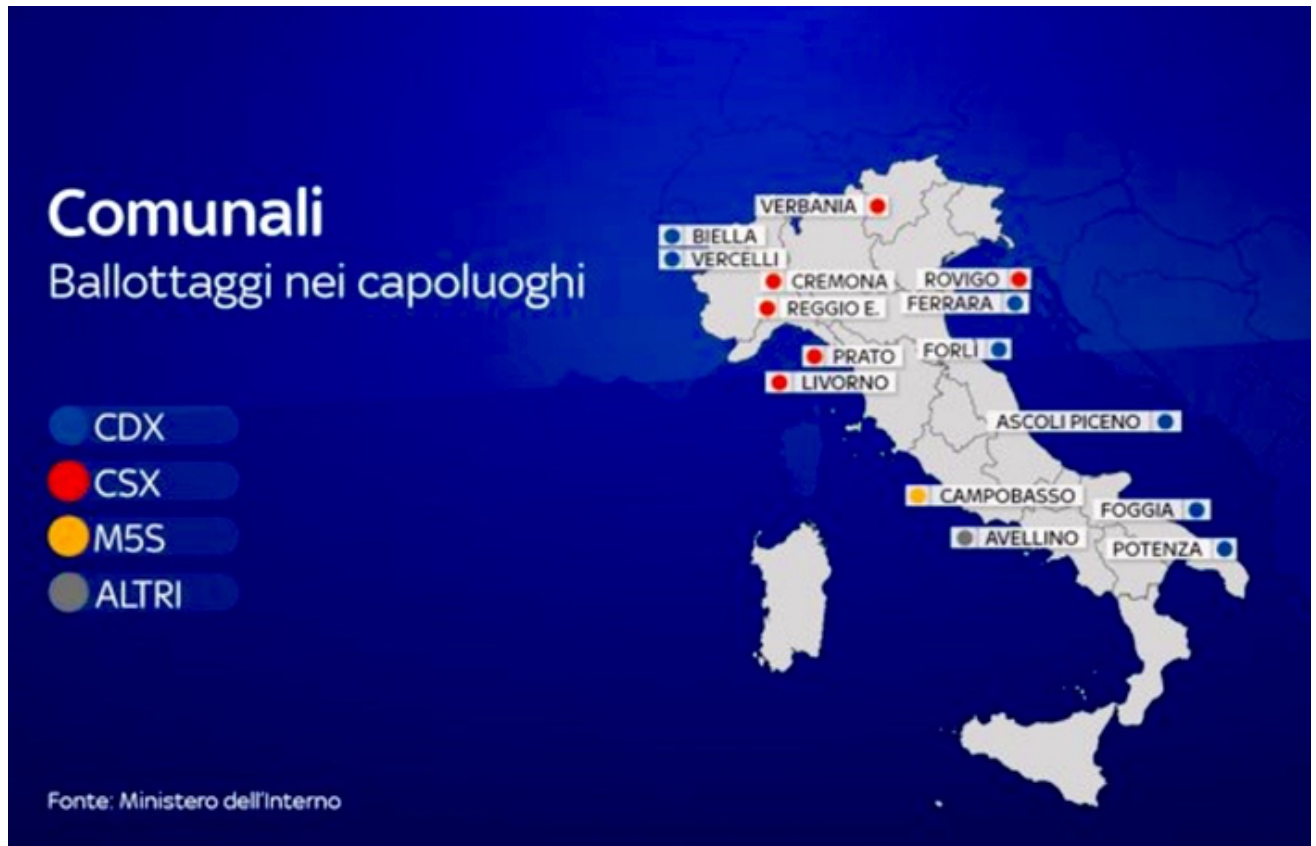 Comunali
Ballottaggi nei capoluoghi
CDX
CSX
M5S
ALTRI
VERBANIA
BIELLA
VERCELLI
CREMONA
ROVIGO
REGGIO E.
FERRARA
PRATO
FORLÌ
LIVORNO
ASCOLI PICENO
CAMPOBASSO
FOGGIA
AVELLINO
POTENZA
Fonte: Ministero dell'Interno